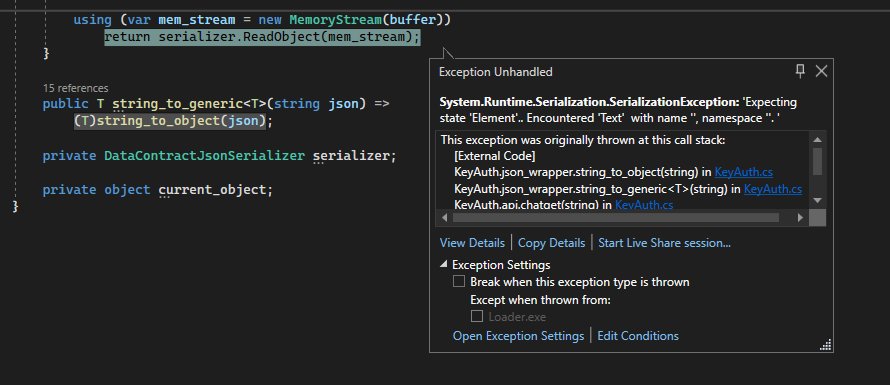 using (var mem_stream = new MemoryStream(buffer))
return serializer.ReadObject(mem_stream);
}
15 references
public T string_to_generic<T>(string json) =>
(T)string_to_object(json);
private DataContractJsonSerializer serializer;
private object current_object;
}
Exception Unhandled
System.Runtime.Serialization.SerializationException: 'Expecting
state 'Element'.. Encountered 'Text'  with name '', namespace ''. '
This exception was originally thrown at this call stack:
[External Code]
KeyAuth.json_wrapper.string_to_object(string) in KeyAuth.cs
KeyAuth.json_wrapper.string_to_generic<T>(string) in KeyAuth.cs
KeyAuth.api.chatget(string) in KeyAuth.cs
View Details | Copy Details | Start Live Share session...
Exception Settings
Break when this exception type is thrown
Except when thrown from:
Loader.exe
Open Exception Settings | Edit Conditions